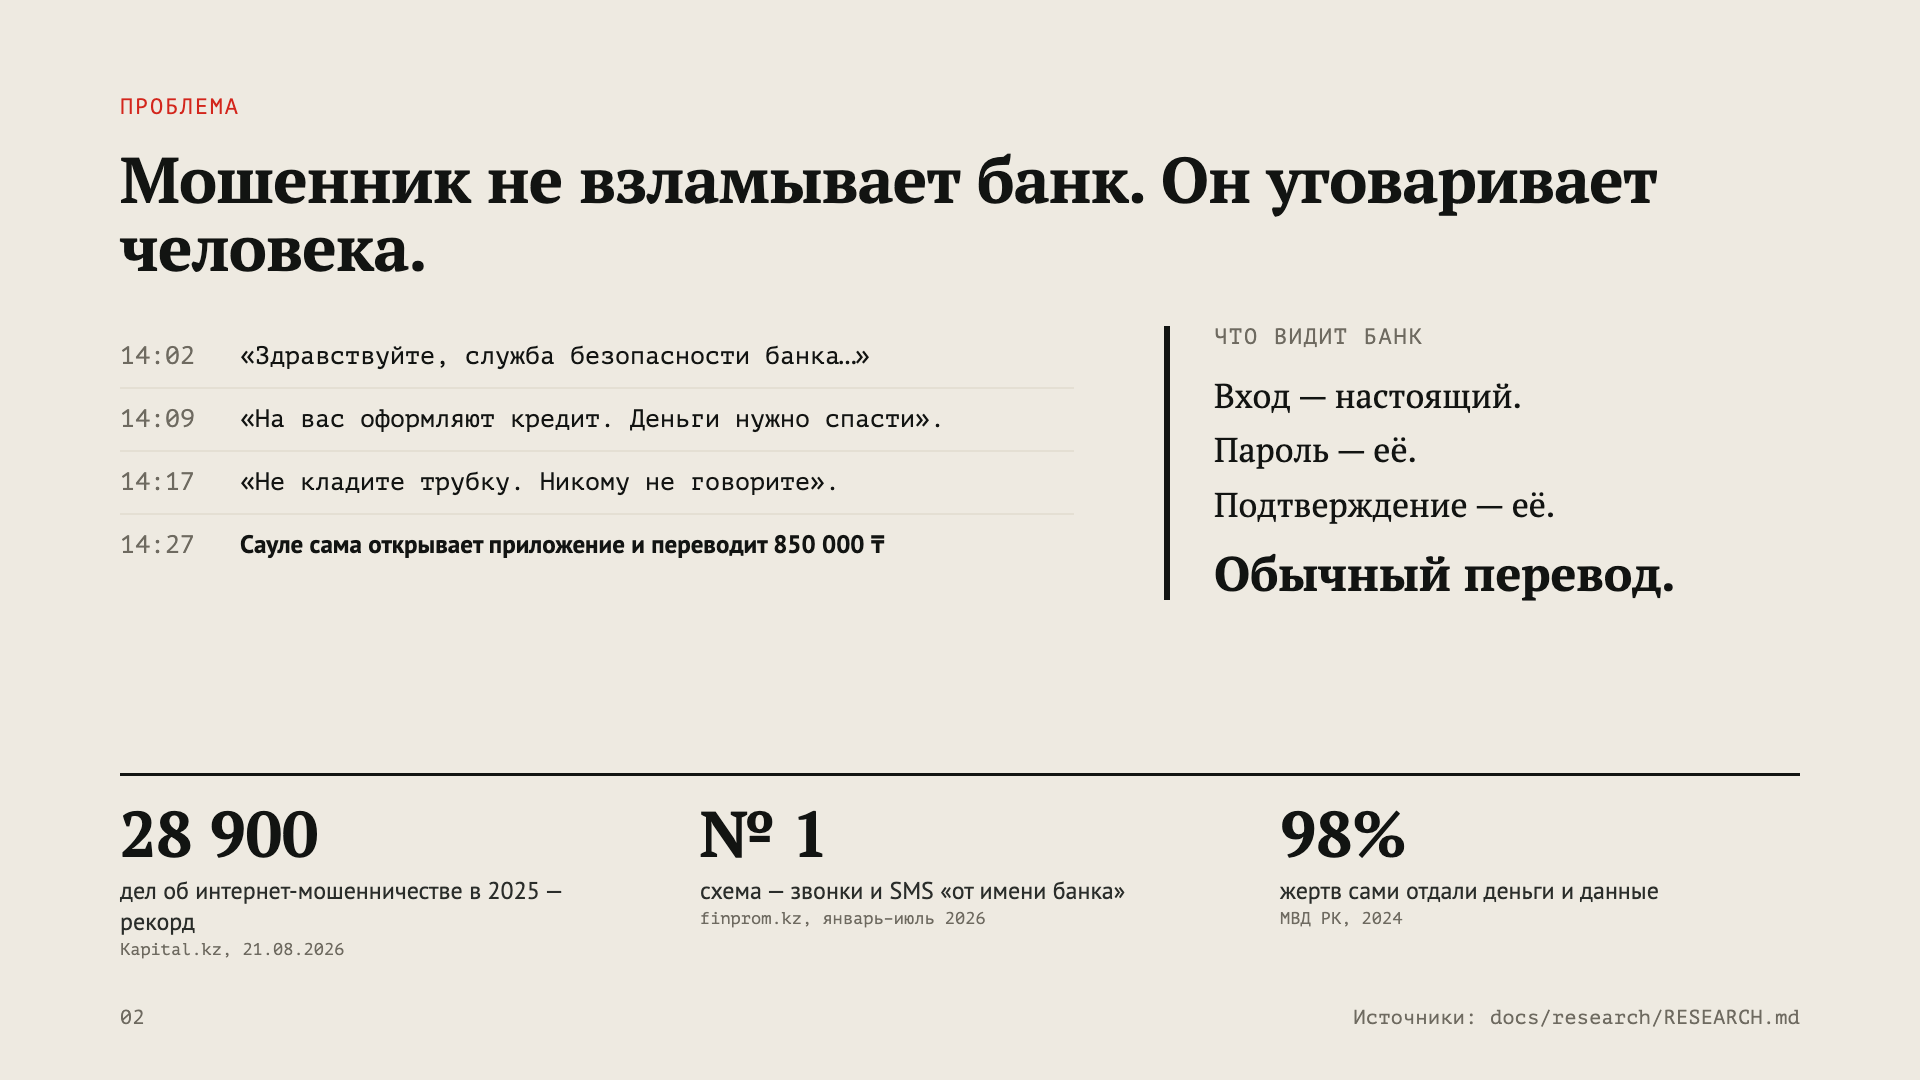 ПРОБЛЕМА
Мошенник не взламывает банк. Он уговаривает
человека.
14:02 «Здравствуйте, служба безопасности банка…»
14:09 «На вас оформляют кредит. Деньги нужно спасти».
14:17 «Не кладите трубку. Никому не говорите».
14:27 Сауле сама открывает приложение и переводит 850 000 ₸
ЧТО ВИДИТ БАНК
Вход — настоящий.
Пароль — её.
Подтверждение — её.
Обычный перевод.
28 900
дел об интернет-мошенничестве в 2025 —
рекорд
Kapital.kz, 21.08.2026
№ 1
схема — звонки и SMS «от имени банка»
finprom.kz, январь–июль 2026
98%
жертв сами отдали деньги и данные
МВД РК, 2024
02
Источники: docs/research/RESEARCH.md